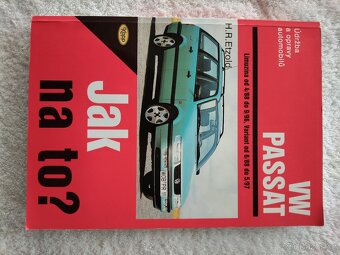 Údržba
a opravy
automobilů
VW
PASSAT
Limuzína od 4/88 do 9/96, Variant od 6/88 do 5/97
H.R.Etzold
Jak
na to?